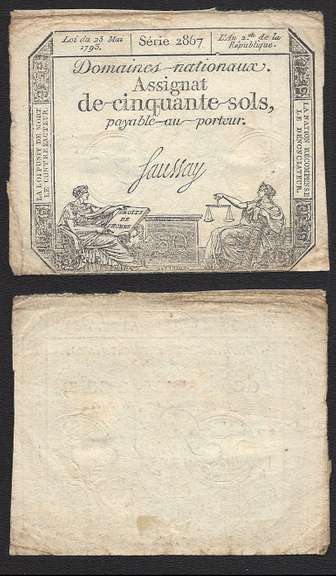 Loi du 23 Mai
1793.
Série 2867
L'An 2me de la
République.
Domaines nationaux.
Assignat
de cinquante sols,
payable au porteur.
Saussay
LA LOI PUNIT DE MORT
LE CONTREFACTEUR
LA NATION RÉCOMPENSE
LE DÉNONCIATEUR.
DROITS
DE
L'HOMME